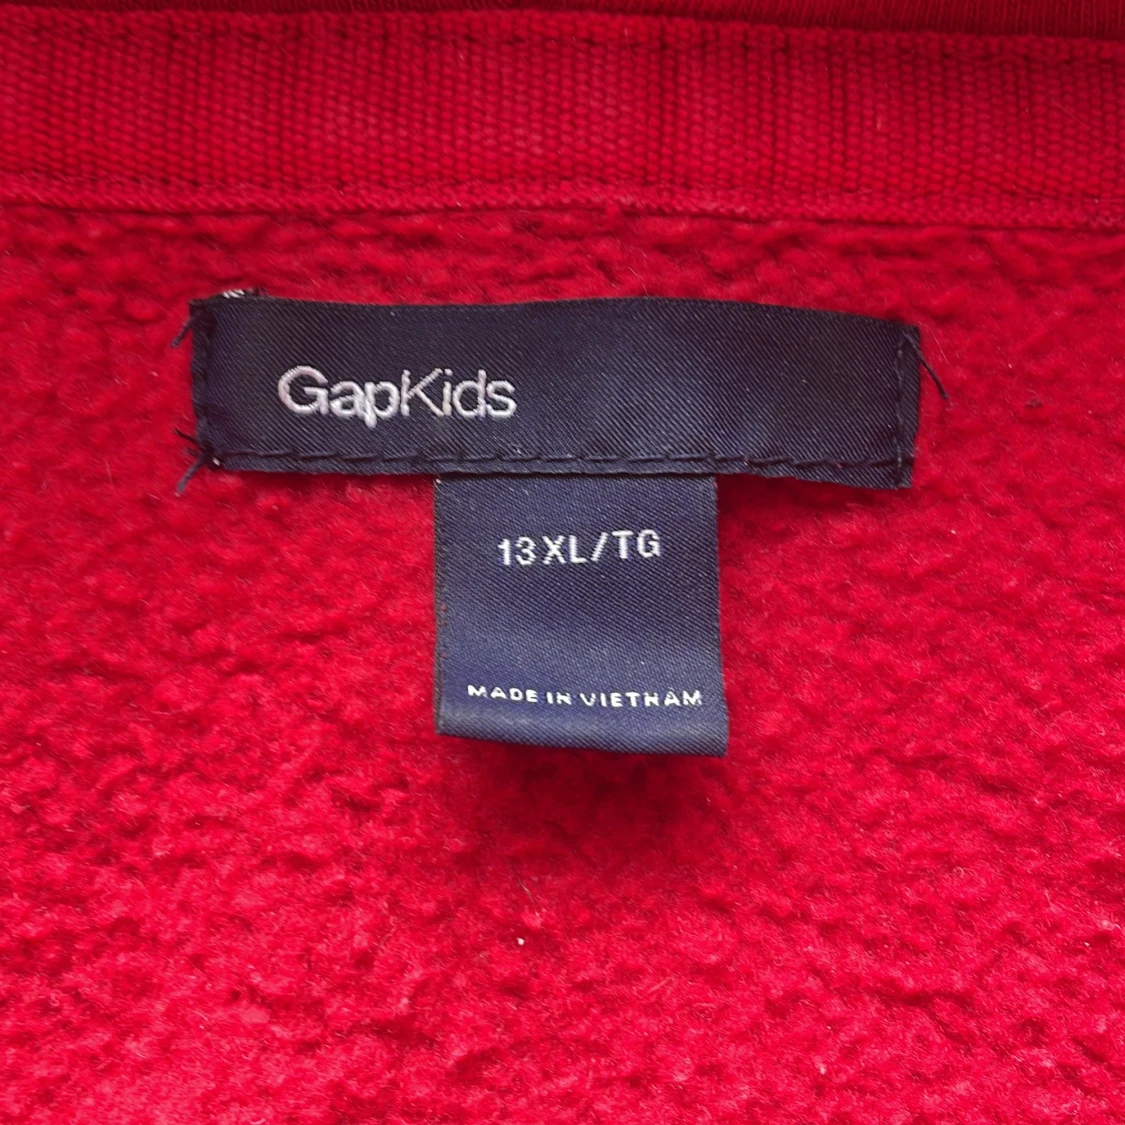 GapKids
13 XL/TG
MADE IN VIETNAM